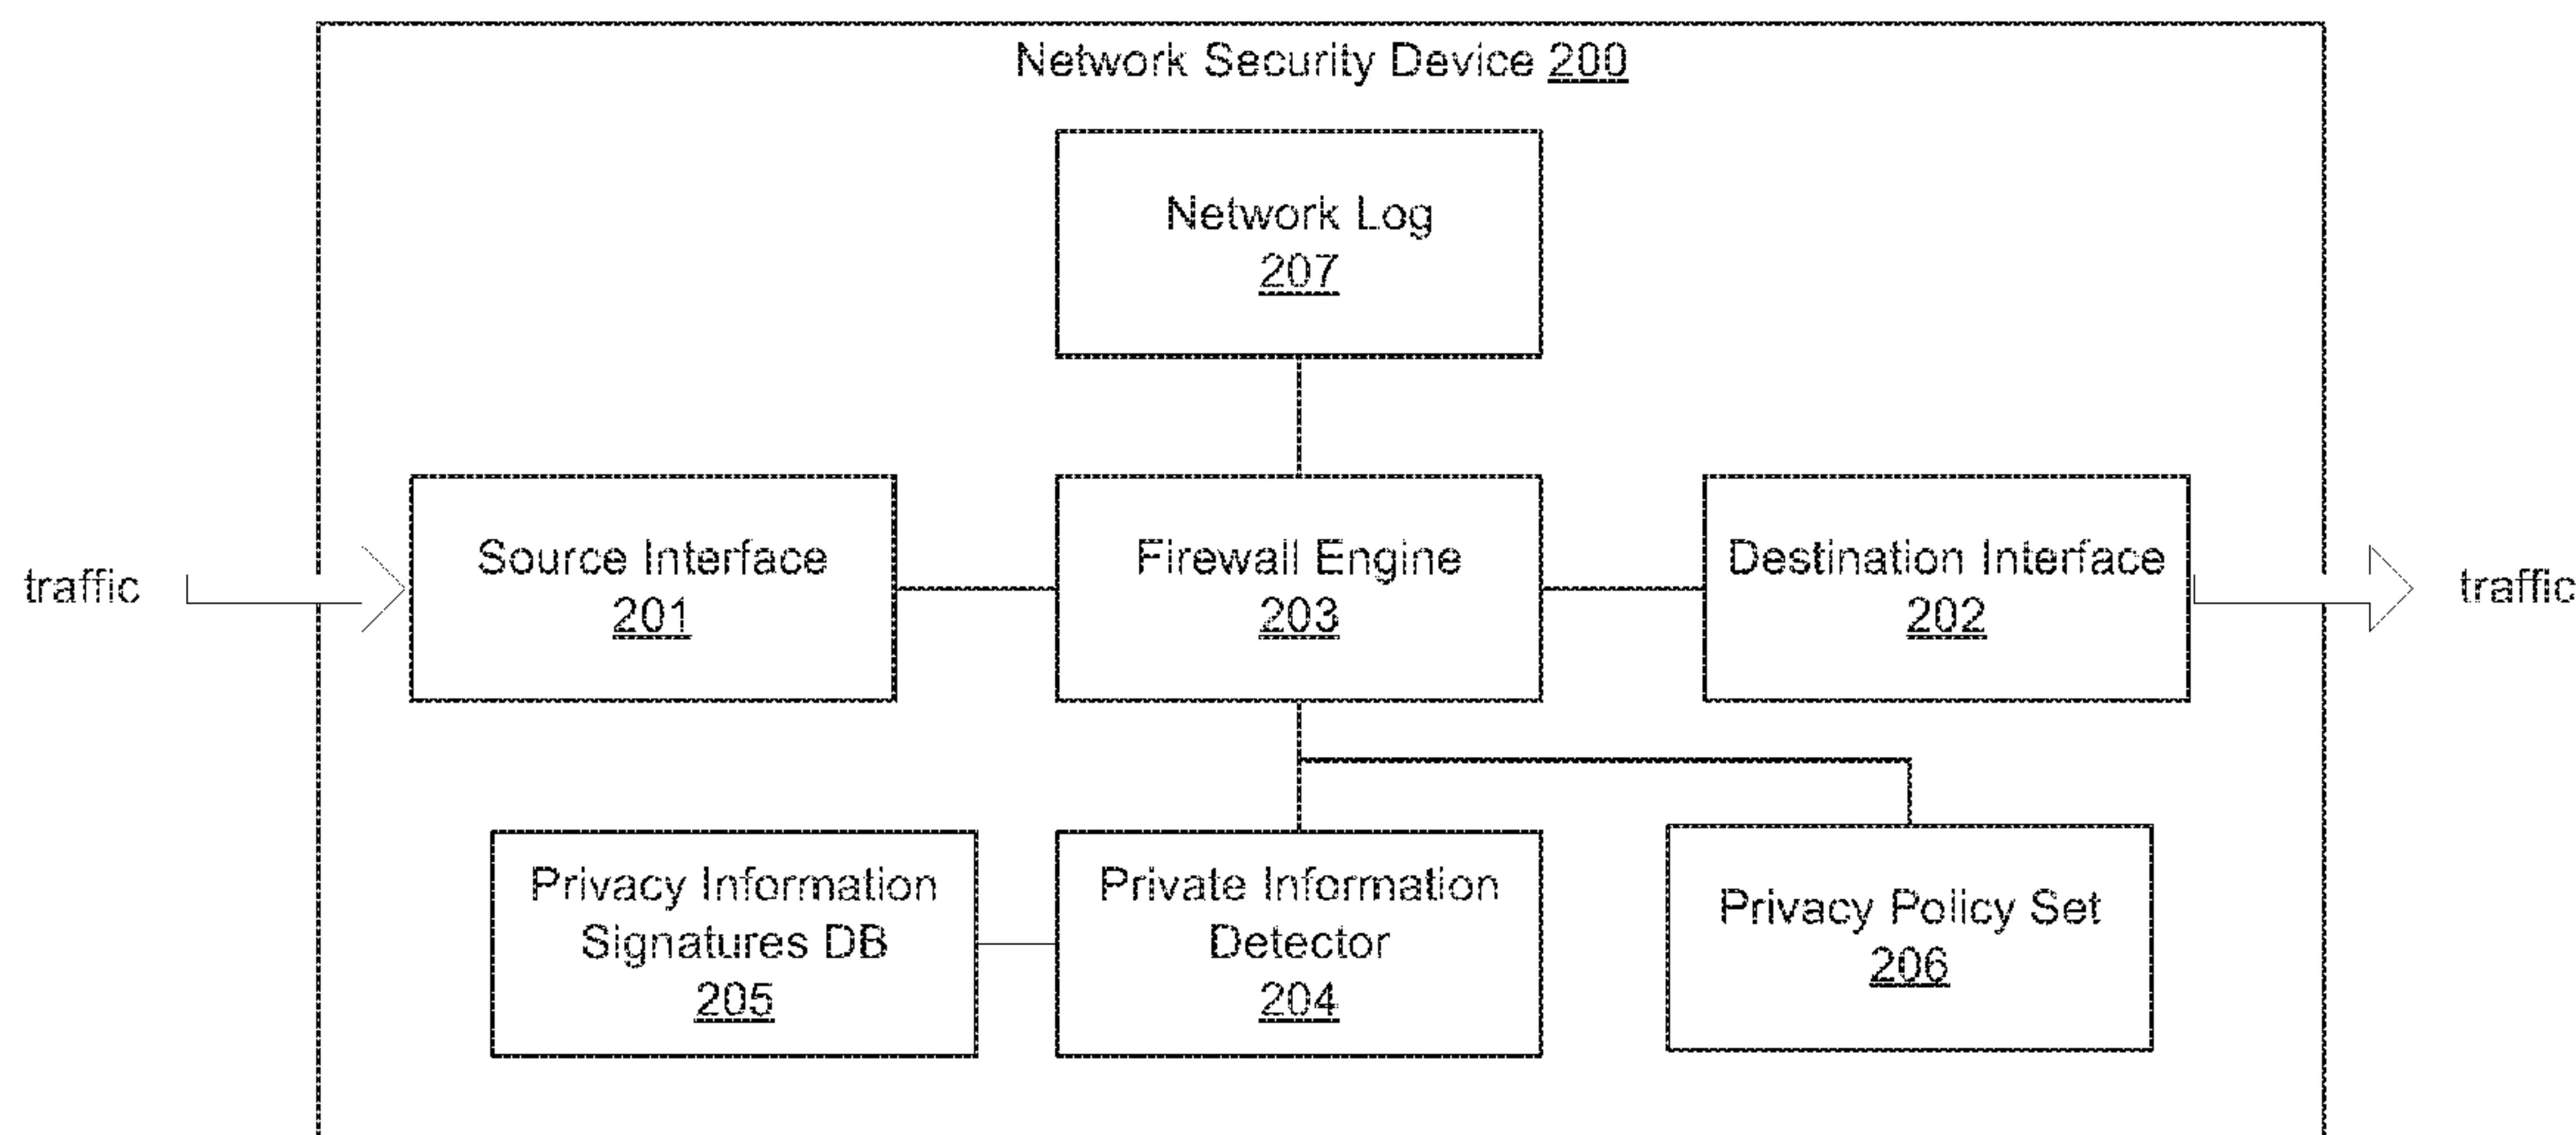 Network Security Device 200
Network Log
207
traffic
Source Interface
201
Firewall Engine
203
Destination Interface
202
traffic
Privacy Information
Signatures DB
205
Private Information
Detector
204
Privacy Policy Set
206